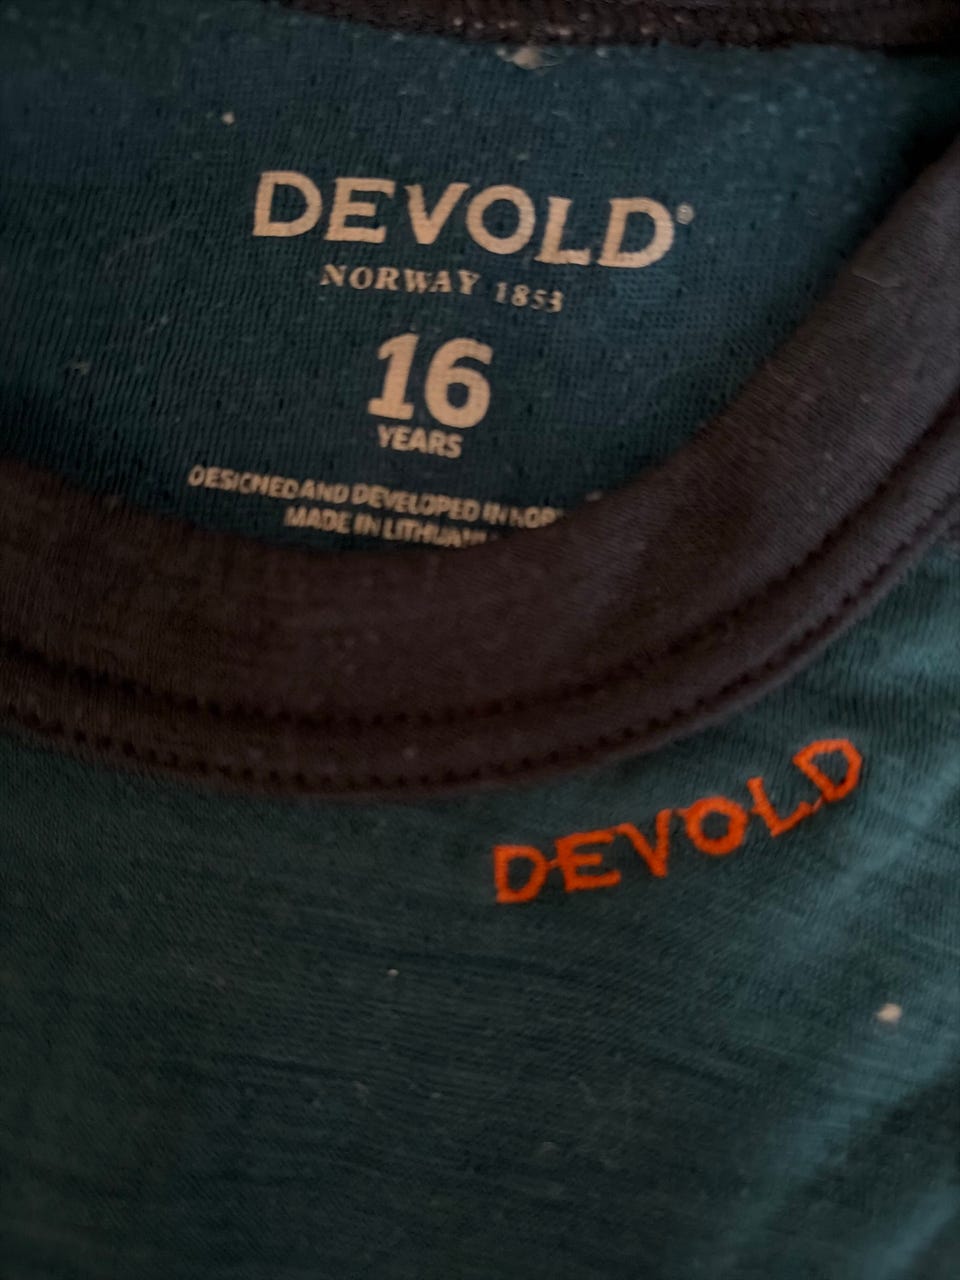 DEVOLD®
NORWAY 1853
16
YEARS
DESIGNED AND DEVELOPED IN
MADE IN
DEVOLD